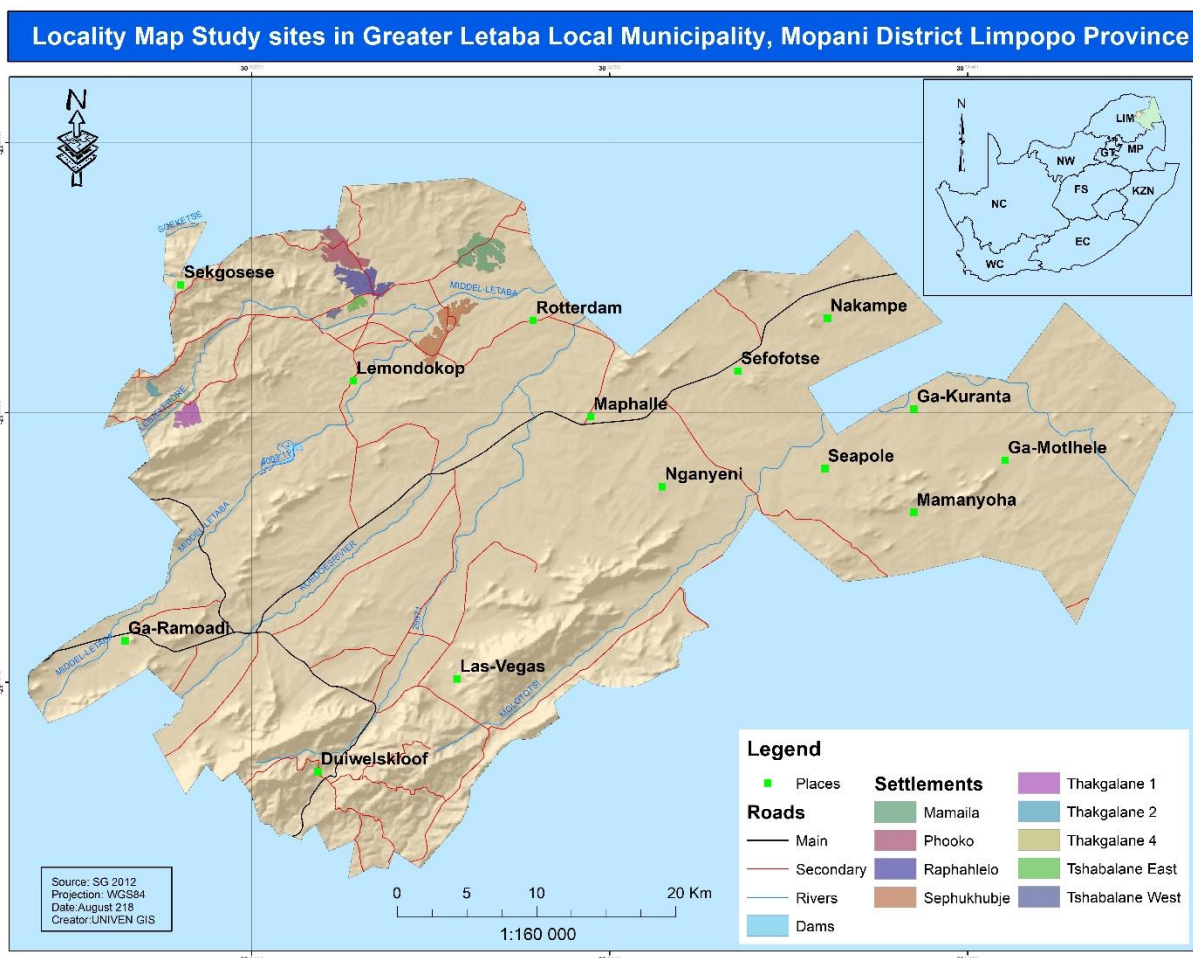 Locality Map Study sites in Greater Letaba Local Municipality, Mopani District Limpopo Province
N
N
LIM
NW
GT
MP
NC
FS
KZN
EC
WC
SOEKETSE
Sekgosese
MIDDEL-LETABA
Rotterdam
Nakampe
Sefofotse
Lemondokop
Maphalle
Ga-Kuranta
Seapole
Ga-Motlhele
Nganyeni
Mamanyoha
MIDDEL-LETABA
KOEDOESRIVIER
Ga-Ramoadi
MIDDEL-LETABA
Las-Vegas
MOLOTOTSI
Duiwelskloof
Legend
Places
Roads
Main
Secondary
Rivers
Dams
Settlements
Mamaila
Phooko
Raphahlelo
Sephukhubje
Thakgalane 1
Thakgalane 2
Thakgalane 4
Tshabalane East
Tshabalane West
Source: SG 2012
Projection: WGS84
Date:August 218
Creator:UNIVEN GIS
0 5 10 20 Km
1:160 000